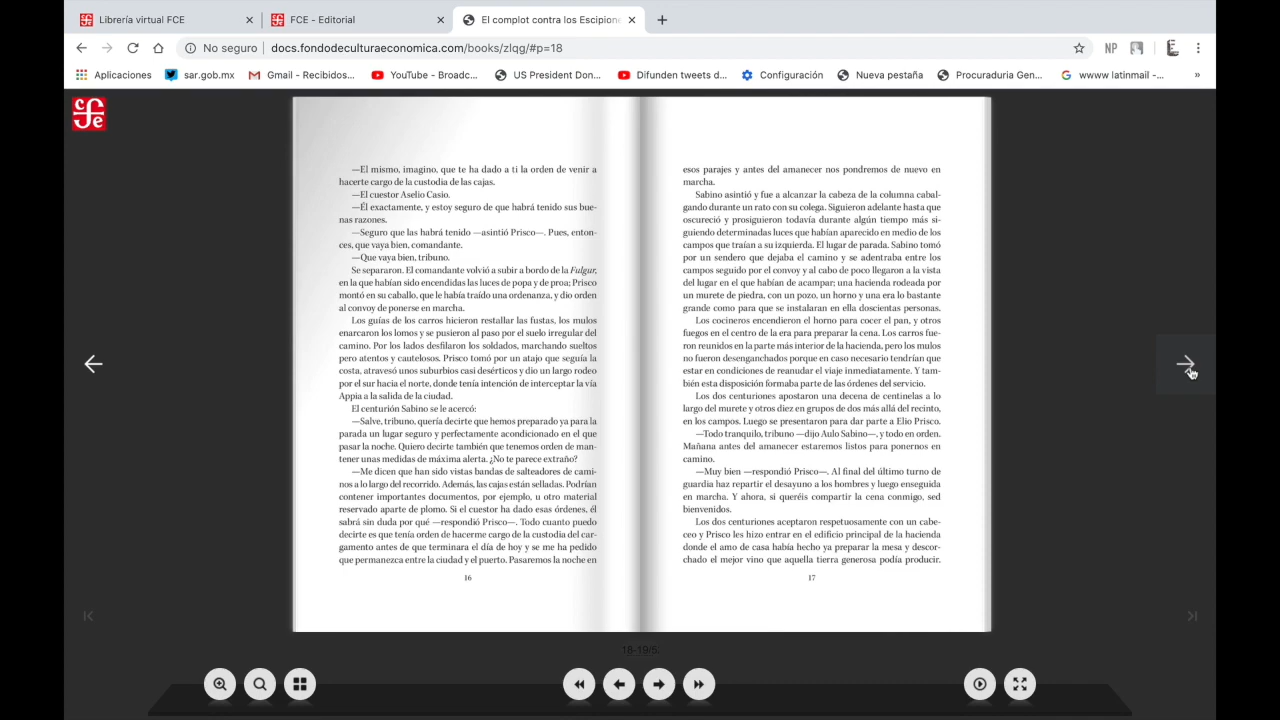 Librería virtual FCE
FCE - Editorial
El complot contra los Escipion
No seguro
docs.fondodeculturaeconomica.com/books/zlqg/#p=18
NP
Aplicaciones
sar.gob.mx
Gmail - Recibidos...
YouTube - Broadc...
US President Don...
Difunden tweets d...
Configuración
Nueva pestaña
Procuraduria Gen...
wwww latinmail -...
»
cfe
—El mismo, imagino, que te ha dado a ti la orden de venir a
hacerte cargo de la custodia de las cajas.
—El cuestor Aselio Casio.
—Él exactamente, y estoy seguro de que habrá tenido sus bue-
nas razones.
—Seguro que las habrá tenido —asintió Prisco—. Pues, enton-
ces, que vaya bien, comandante.
—Que vaya bien, tribuno.
Se separaron. El comandante volvió a subir a bordo de la Fulgur,
en la que habían sido encendidas las luces de popa y de proa; Prisco
montó en su caballo, que le había traído una ordenanza, y dio orden
al convoy de ponerse en marcha.
Los guías de los carros hicieron restallar las fustas, los mulos
enarcaron los lomos y se pusieron al paso por el suelo irregular del
camino. Por los lados desfilaron los soldados, marchando sueltos
pero atentos y cautelosos. Prisco tomó por un atajo que seguía la
costa, atravesó unos suburbios casi desérticos y dio un largo rodeo
por el sur hacia el norte, donde tenía intención de interceptar la vía
Appia a la salida de la ciudad.
El centurión Sabino se le acercó:
—Salve, tribuno, quería decirte que hemos preparado ya para la
parada un lugar seguro y perfectamente acondicionado en el que
pasar la noche. Quiero decirte también que tenemos orden de man-
tener unas medidas de máxima alerta. ¿No te parece extraño?
—Me dicen que han sido vistas bandas de salteadores de cami-
nos a lo largo del recorrido. Además, las cajas están selladas. Podrían
contener importantes documentos, por ejemplo, u otro material
reservado aparte de plomo. Si el cuestor ha dado esas órdenes, él
sabrá sin duda por qué —respondió Prisco—. Todo cuanto puedo
decirte es que tenía orden de hacerme cargo de la custodia del car-
gamento antes de que terminara el día de hoy y se me ha pedido
que permanezca entre la ciudad y el puerto. Pasaremos la noche en
16
esos parajes y antes del amanecer nos pondremos de nuevo en
marcha.
Sabino asintió y fue a alcanzar la cabeza de la columna cabal-
gando durante un rato con su colega. Siguieron adelante hasta que
oscureció y prosiguieron todavía durante algún tiempo más si-
guiendo determinadas luces que habían aparecido en medio de los
campos que traían a su izquierda. El lugar de parada. Sabino tomó
por un sendero que dejaba el camino y se adentraba entre los
campos seguido por el convoy y al cabo de poco llegaron a la vista
del lugar en el que habían de acampar; una hacienda rodeada por
un murete de piedra, con un pozo, un horno y una era lo bastante
grande como para que se instalaran en ella doscientas personas.
Los cocineros encendieron el horno para cocer el pan, y otros
fuegos en el centro de la era para preparar la cena. Los carros fue-
ron reunidos en la parte más interior de la hacienda, pero los mulos
no fueron desenganchados porque en caso necesario tendrían que
estar en condiciones de reanudar el viaje inmediatamente. Y tam-
bién esta disposición formaba parte de las órdenes del servicio.
Los dos centuriones apostaron una decena de centinelas a lo
largo del murete y otros diez en grupos de dos más allá del recinto,
en los campos. Luego se presentaron para dar parte a Elio Prisco.
—Todo tranquilo, tribuno —dijo Aulo Sabino—, y todo en orden.
Mañana antes del amanecer estaremos listos para ponernos en
camino.
—Muy bien —respondió Prisco—. Al final del último turno de
guardia haz repartir el desayuno a los hombres y luego enseguida
en marcha. Y ahora, si queréis compartir la cena conmigo, sed
bienvenidos.
Los dos centuriones aceptaron respetuosamente con un cabe-
ceo y Prisco les hizo entrar en el edificio principal de la hacienda
donde el amo de casa había hecho ya preparar la mesa y descor-
chado el mejor vino que aquella tierra generosa podía producir.
17
18-19/5.